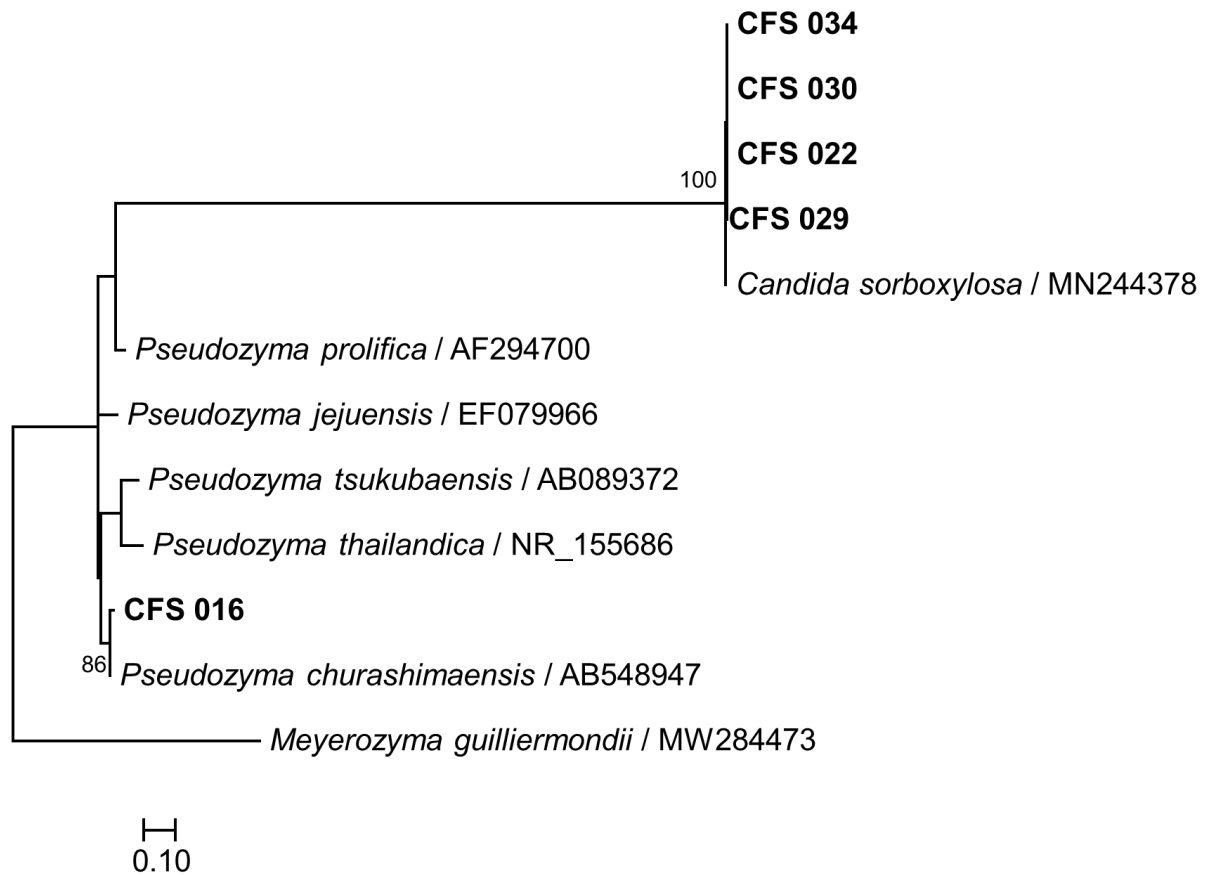 CFS 034
CFS 030
CFS 022
100
CFS 029
Candida sorboxylosa / MN244378
Pseudozyma prolifica / AF294700
Pseudozyma jejuensis / EF079966
Pseudozyma tsukubaensis / AB089372
Pseudozyma thailandica / NR_155686
CFS 016
86
Pseudozyma churashimaensis / AB548947
Meyerozyma guilliermondii / MW284473
0.10